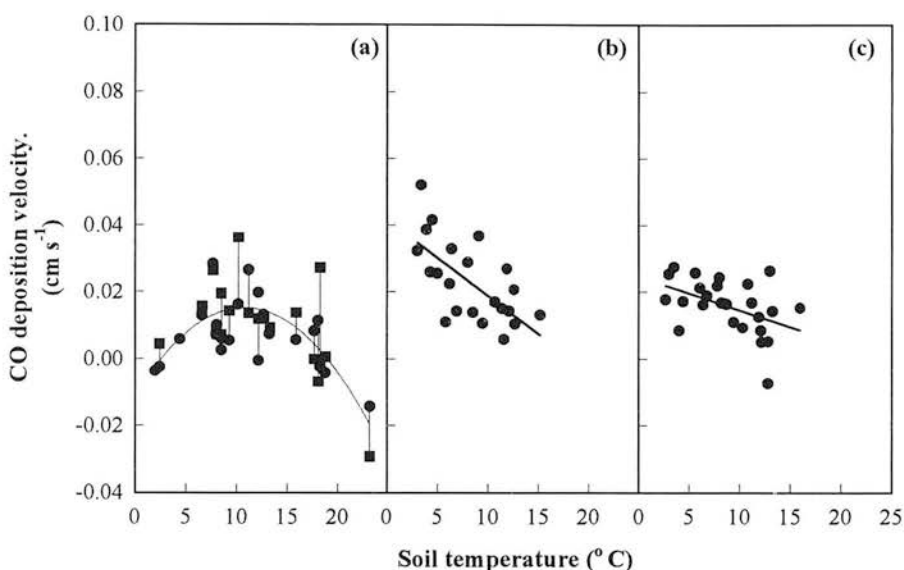 0.10
0.08
0.06
0.04
0.02
0.00
-0.02
-0.04
CO deposition velocity.
(cm s⁻¹)
(a)
(b)
(c)
0 5 10 15 20 0 5 10 15 20 0 5 10 15 20 25
Soil temperature (° C)